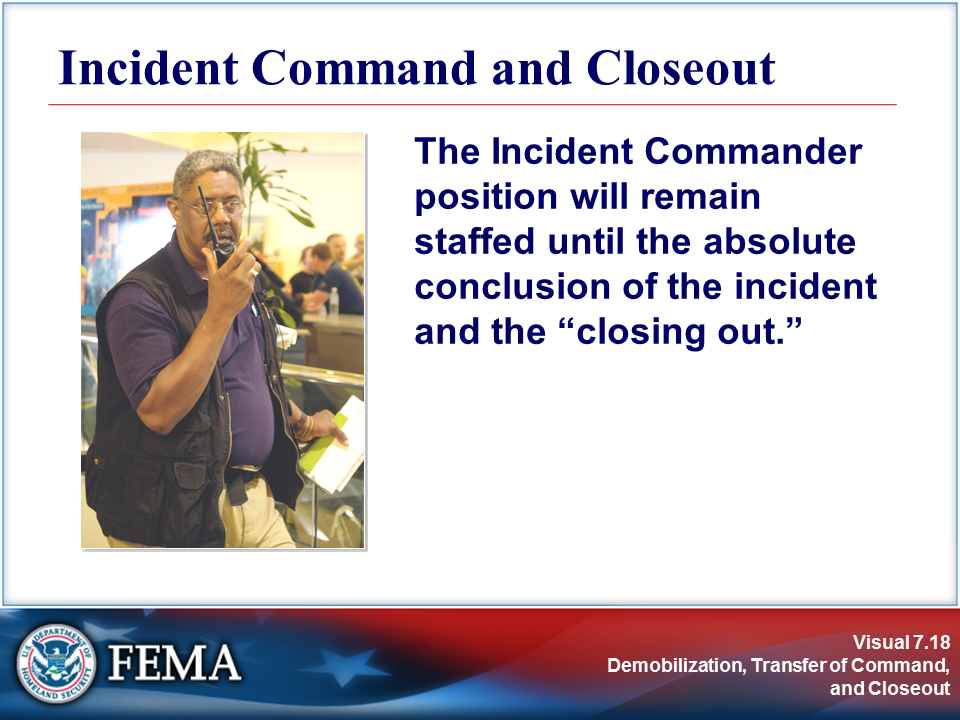 Incident Command and Closeout
The Incident Commander
position will remain
staffed until the absolute
conclusion of the incident
and the “closing out.”
U.S. DEPARTMENT OF
HOMELAND SECURITY
FEMA
Visual 7.18
Demobilization, Transfer of Command,
and Closeout